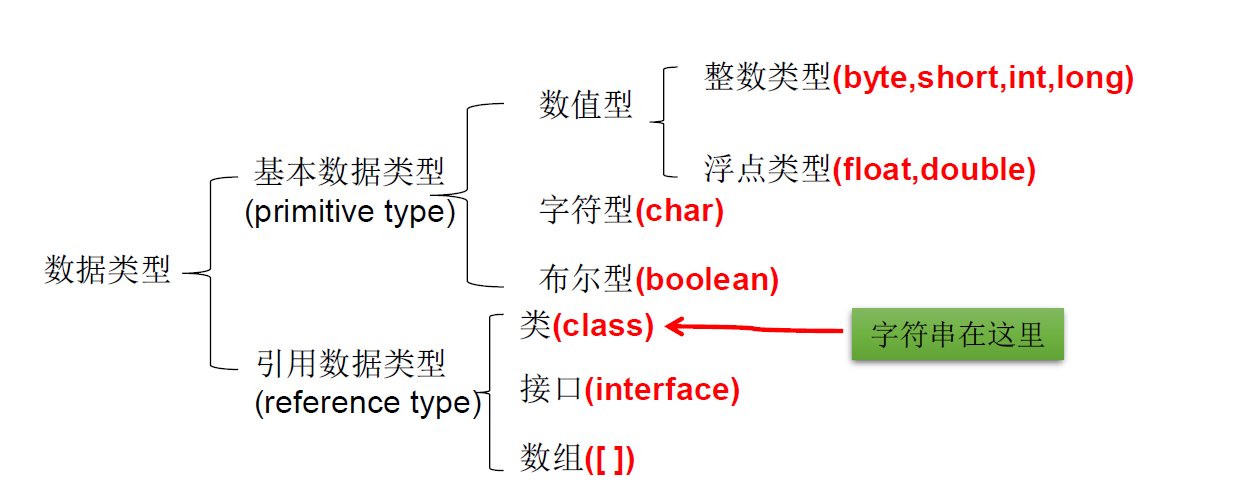 整数类型(byte,short,int,long)
数值型
浮点类型(float,double)
基本数据类型
(primitive type)
字符型(char)
数据类型
布尔型(boolean)
类(class)
字符串在这里
引用数据类型
(reference type)
接口(interface)
数组([ ])